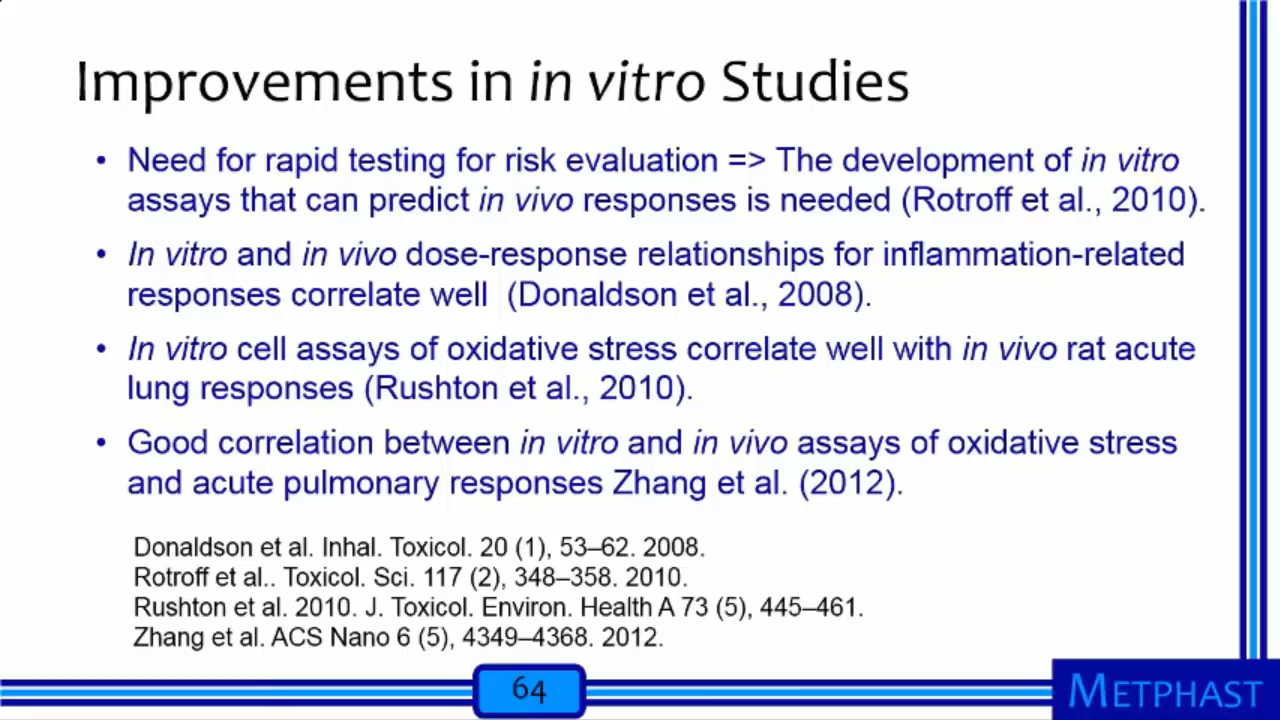 Improvements in in vitro Studies
• Need for rapid testing for risk evaluation => The development of in vitro
assays that can predict in vivo responses is needed (Rotroff et al., 2010).
• In vitro and in vivo dose-response relationships for inflammation-related
responses correlate well (Donaldson et al., 2008).
• In vitro cell assays of oxidative stress correlate well with in vivo rat acute
lung responses (Rushton et al., 2010).
• Good correlation between in vitro and in vivo assays of oxidative stress
and acute pulmonary responses Zhang et al. (2012).
Donaldson et al. Inhal. Toxicol. 20 (1), 53–62. 2008.
Rotroff et al.. Toxicol. Sci. 117 (2), 348–358. 2010.
Rushton et al. 2010. J. Toxicol. Environ. Health A 73 (5), 445–461.
Zhang et al. ACS Nano 6 (5), 4349–4368. 2012.
64
METPHAST